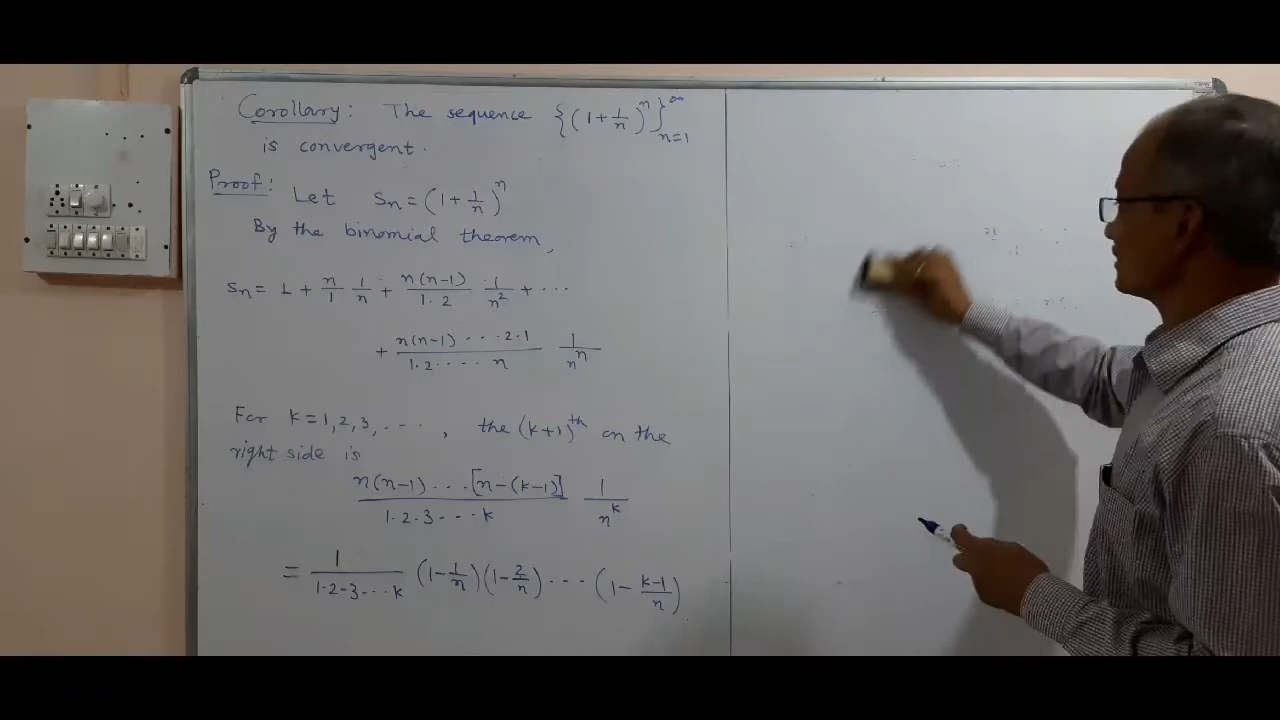 Corollary: The sequence {(1+1/n)^n}_{n=1}^∞
is convergent.
Proof: Let Sn = (1+1/n)^n
By the binomial theorem,
Sn = 1 + n/1 1/n + n(n-1)/1·2 · 1/n² + ···
+ n(n-1)···2·1/1·2····n 1/n^n
For k=1,2,3,····, the (k+1)^th on the
right side is
n(n-1)···[n-(k-1)]/1·2·3···k 1/n^k
= 1/1·2·3···k (1-1/n)(1-2/n)···(1-k-1/n)